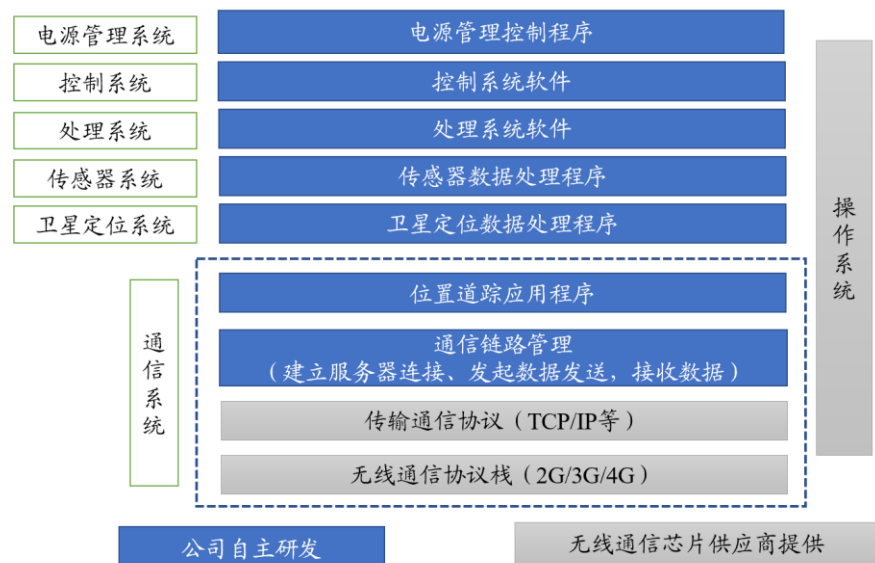 电源管理系统
电源管理控制程序
控制系统
控制系统软件
处理系统
处理系统软件
传感器系统
传感器数据处理程序
卫星定位系统
卫星定位数据处理程序
操作系统
通信系统
位置道踪应用程序
通信链路管理
（建立服务器连接、发起数据发送，接收数据）
传输通信协议（TCP/IP等）
无线通信协议栈（2G/3G/4G）
公司自主研发
无线通信芯片供应商提供